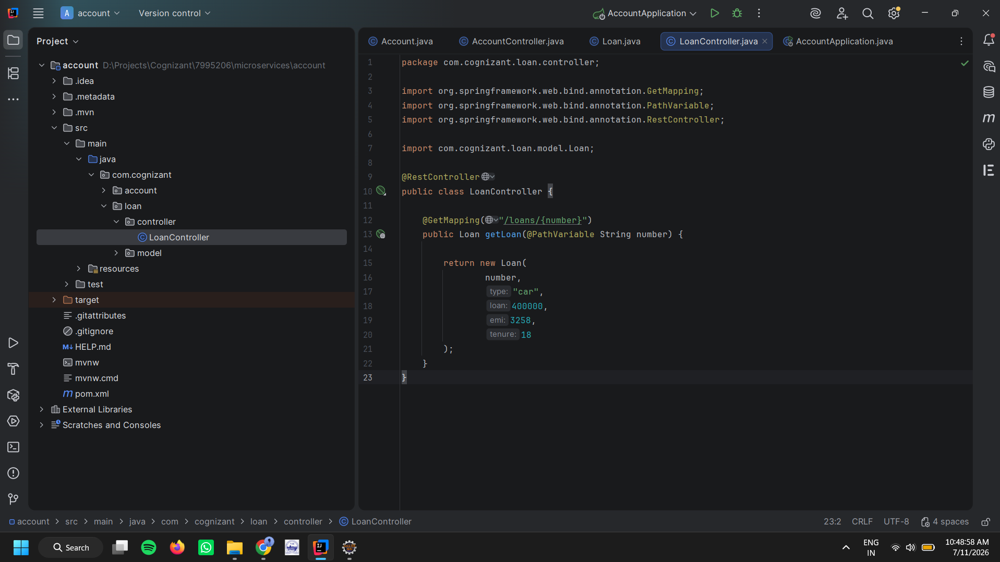 A account Version control AccountApplication
Project
account D:\Projects\Cognizant\7995206\microservices\account
.idea
.metadata
.mvn
src
main
java
com.cognizant
account
loan
controller
LoanController
model
resources
test
target
.gitattributes
.gitignore
HELP.md
mvnw
mvnw.cmd
pom.xml
External Libraries
Scratches and Consoles
Account.java AccountController.java Loan.java LoanController.java AccountApplication.java
1 package com.cognizant.loan.controller;
2
3 import org.springframework.web.bind.annotation.GetMapping;
4 import org.springframework.web.bind.annotation.PathVariable;
5 import org.springframework.web.bind.annotation.RestController;
6
7 import com.cognizant.loan.model.Loan;
8
9 @RestController
10 public class LoanController {
11
12 @GetMapping("/loans/{number}")
13 public Loan getLoan(@PathVariable String number) {
14
15 return new Loan(
16 number,
17 type: "car",
18 loan: 400000,
19 emi: 3258,
20 tenure: 18
21 );
22 }
23 }
account > src > main > java > com > cognizant > loan > controller > LoanController 23:2 CRLF UTF-8 4 spaces
Search
ENG
IN
10:48:58 AM
7/11/2026